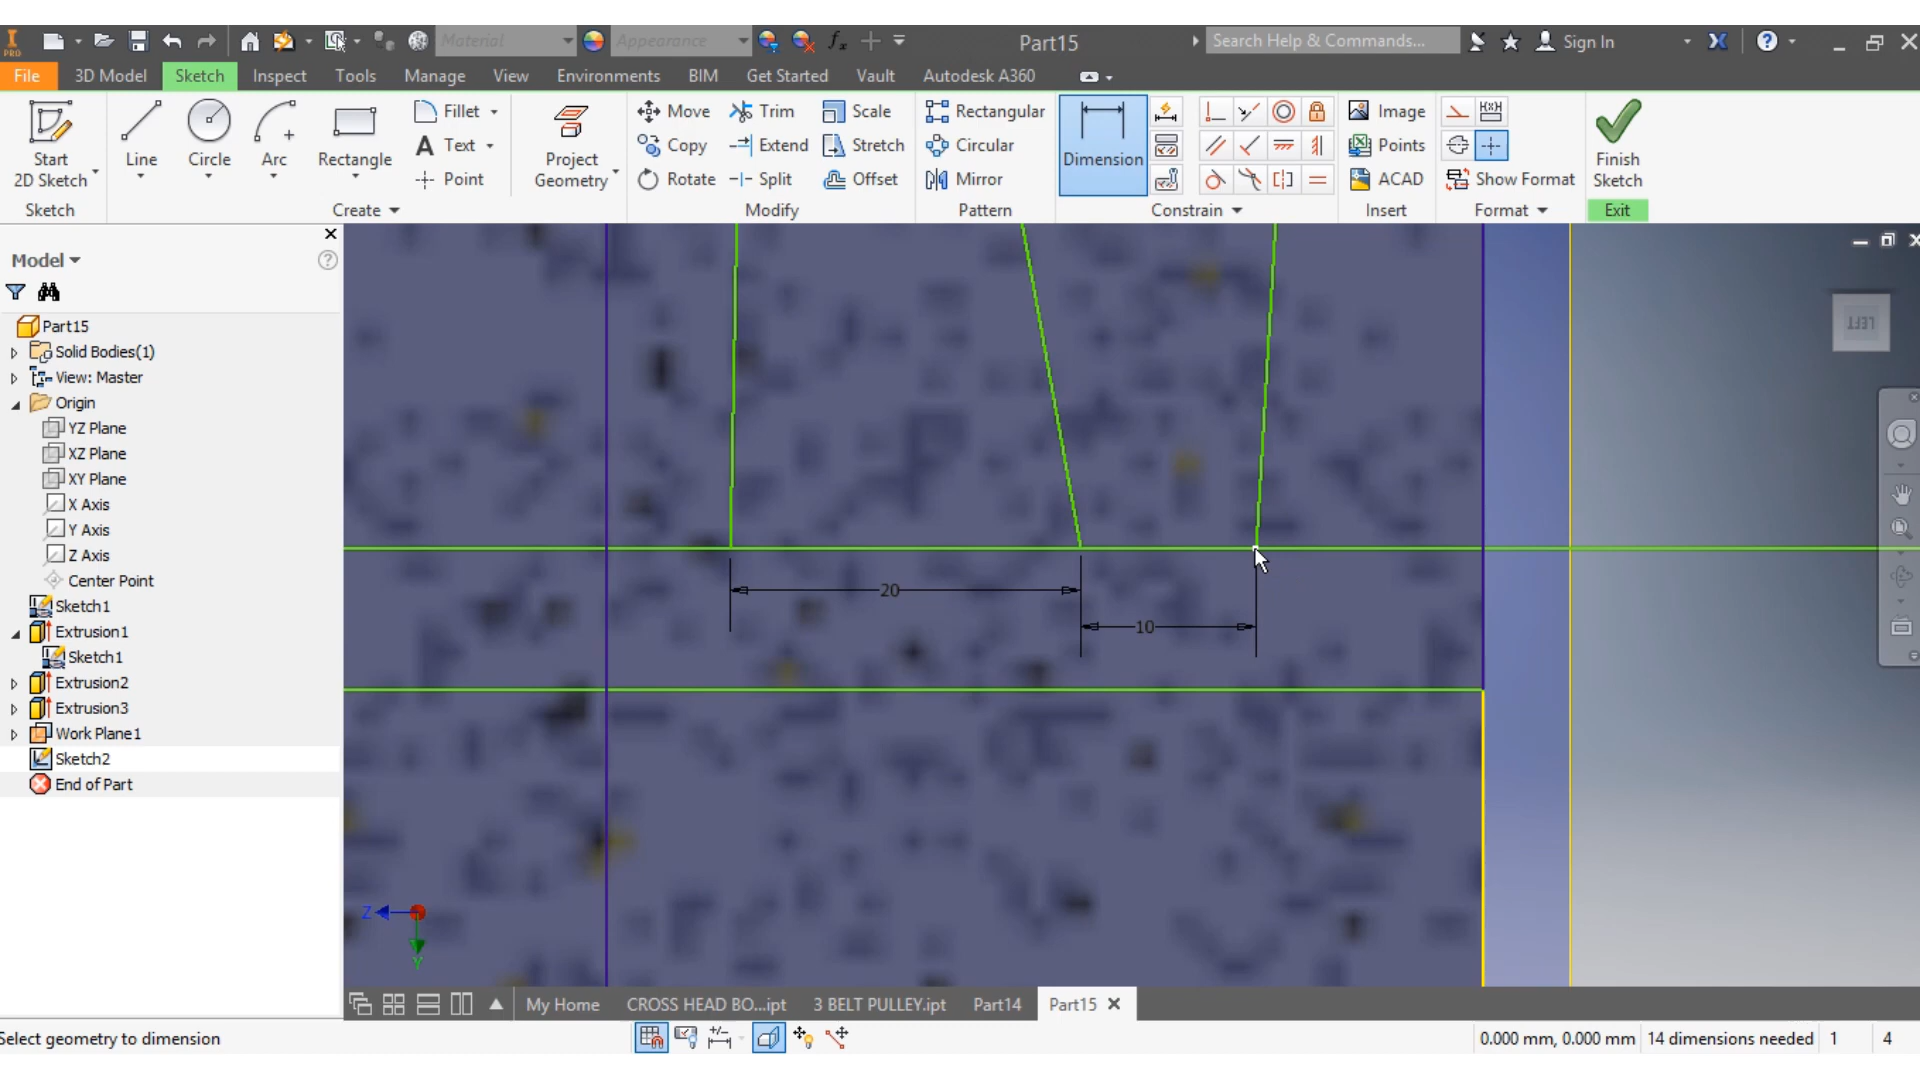 PRO
Material
Appearance
Part15
Search Help & Commands...
Sign In
File
3D Model
Sketch
Inspect
Tools
Manage
View
Environments
BIM
Get Started
Vault
Autodesk A360
Start
2D Sketch
Line
Circle
Arc
Rectangle
Fillet
Text
Point
Project
Geometry
Move
Copy
Rotate
Trim
Extend
Split
Scale
Stretch
Offset
Rectangular
Circular
Mirror
Dimension
Image
Points
ACAD
Show Format
Finish
Sketch
Sketch
Create
Modify
Pattern
Constrain
Insert
Format
Exit
Model
Part15
Solid Bodies(1)
View: Master
Origin
YZ Plane
XZ Plane
XY Plane
X Axis
Y Axis
Z Axis
Center Point
Sketch1
Extrusion1
Sketch1
Extrusion2
Extrusion3
Work Plane1
Sketch2
End of Part
LEFT
20
10
Z
Y
My Home
CROSS HEAD BO...ipt
3 BELT PULLEY.ipt
Part14
Part15
Select geometry to dimension
0.000 mm, 0.000 mm
14 dimensions needed
1
4